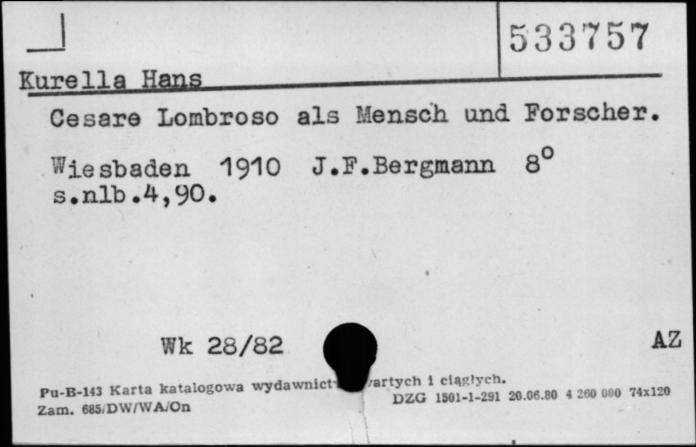 533757
Kurella Hans
Cesare Lombroso als Mensch und Forscher.
Wiesbaden 1910 J.F.Bergmann 8°
s.nlb.4,90.
Wk 28/82
AZ
Pu-B-143 Karta katalogowa wydawnict artych i ciągłych.
Zam. 685/DW/WA/On
DZG 1501-1-291 20.06.80 4 260 000 74x120